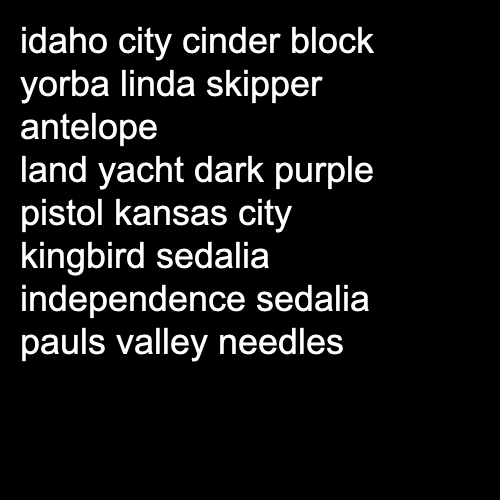 idaho city cinder block
yorba linda skipper
antelope
land yacht dark purple
pistol kansas city
kingbird sedalia
independence sedalia
pauls valley needles